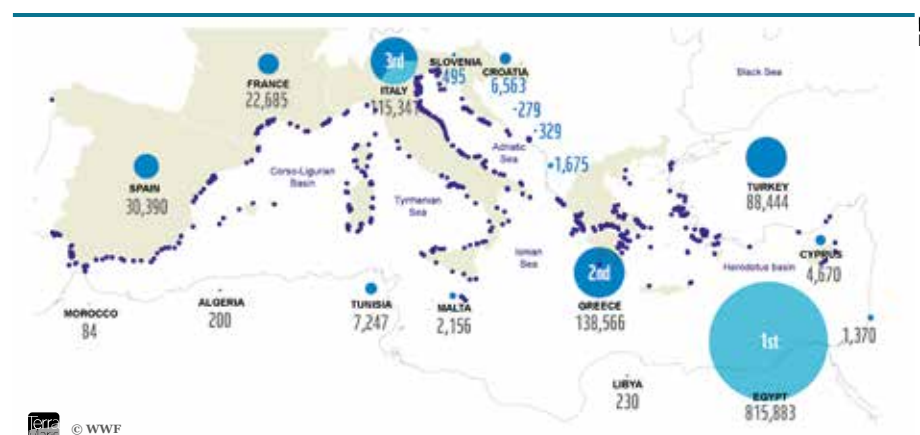 3rd
SLOVENIA
495
CROATIA
6,563
Black Sea
FRANCE
22,685
ITALY
115,347
-279
-329
Adriatic
Sea
1,675
Corso-Ligurian
Basin
SPAIN
30,390
TURKEY
88,444
Tyrrhenian
Sea
Ionian
Sea
CYPRUS
4,670
Herodotus basin
2nd
GREECE
138,566
ALGERIA
200
TUNISIA
7,247
MALTA
2,156
MOROCCO
84
1st
1,370
LIBYA
230
EGYPT
815,883
Terra
© WWF